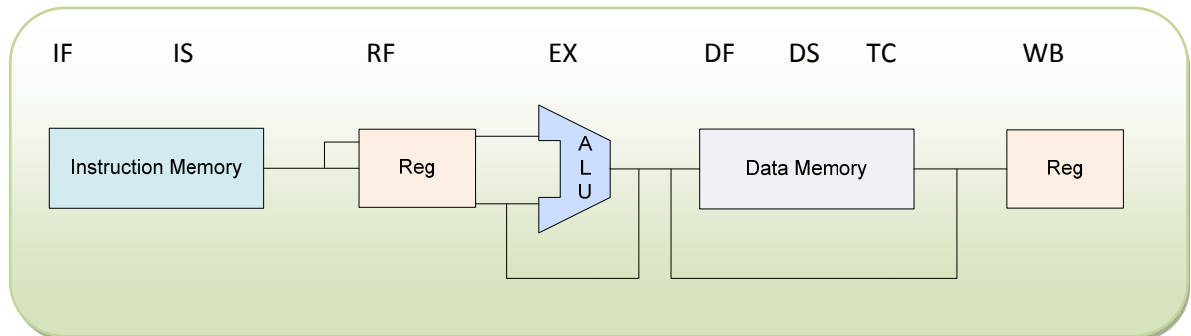 IF IS RF EX DF DS TC WB
Instruction Memory Reg A L U Data Memory Reg